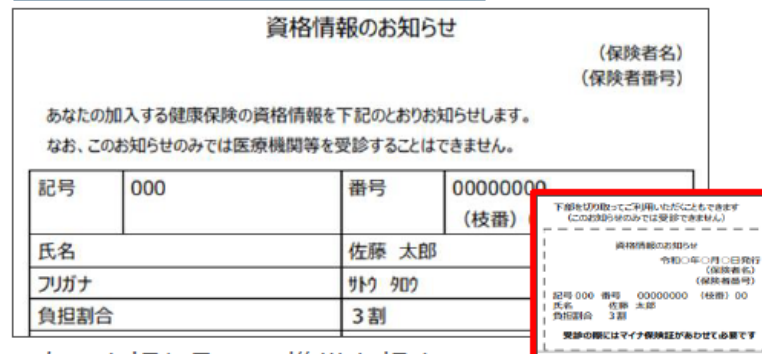 資格情報のお知らせ
（保険者名）
（保険者番号）
あなたの加入する健康保険の資格情報を下記のとおりお知らせします。
なお、このお知らせのみでは医療機関等を受診することはできません。
記号 000 番号 00000000
（枝番）
氏名 佐藤 太郎
フリガナ ｻﾄｳ ﾀﾛｳ
負担割合 3割
下部を切り取ってご利用いただくこともできます
（このお知らせのみでは受診できません）
資格情報のお知らせ
令和○年○月○日発行
（保険者名）
（保険者番号）
記号 000 番号 00000000 （枝番）00
氏名 佐藤 太郎
負担割合 3割
受診の際にはマイナ保険証があわせて必要です